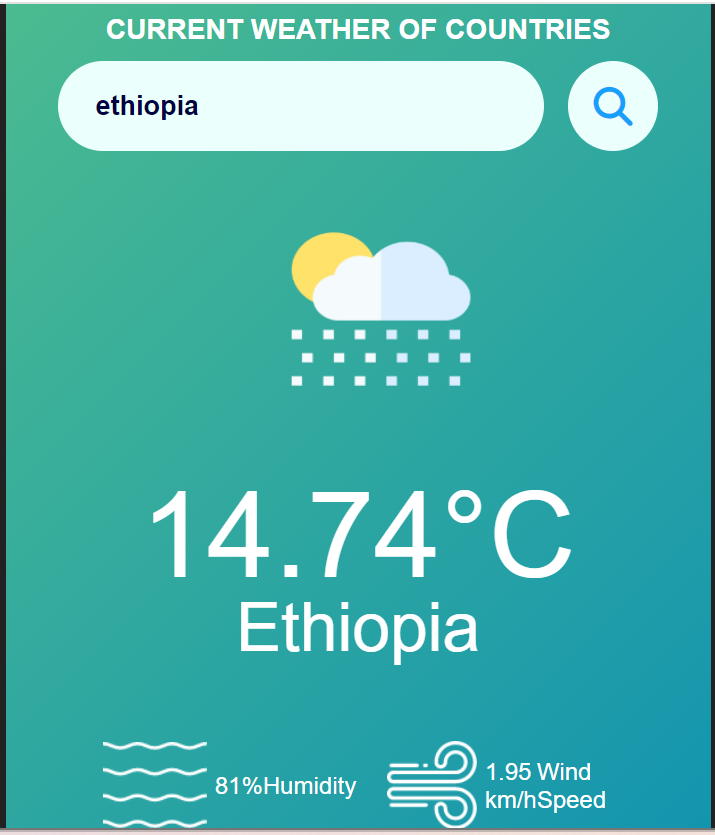 CURRENT WEATHER OF COUNTRIES
ethiopia
14.74°C
Ethiopia
81%Humidity
1.95 Wind
km/hSpeed